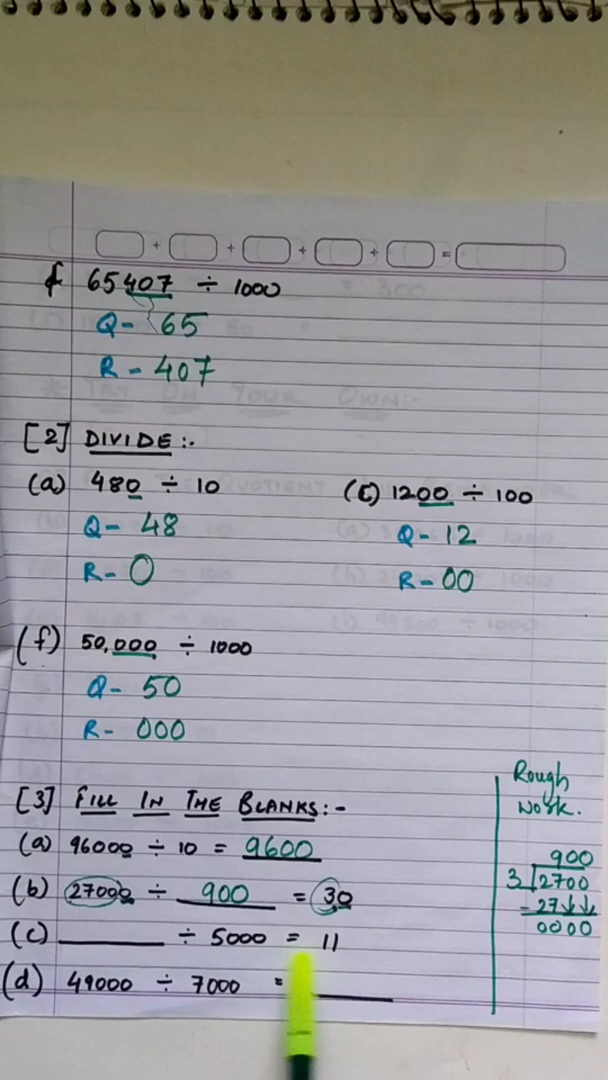 + + + + =
f 65407 ÷ 1000
Q- 65
R - 407
[2] DIVIDE :-
(a) 480 ÷ 10
Q- 48
R- 0
(c) 1200 ÷ 100
Q- 12
R- 00
(f) 50,000 ÷ 1000
Q- 50
R- 000
[3] FILL IN THE BLANKS :-
(a) 96000 ÷ 10 = 9600
(b) 27000 ÷ 900 = 30
(c) ______ ÷ 5000 = 11
(d) 49000 ÷ 7000 = ______
Rough
Work.
900
3 2700
- 27↓↓
0000